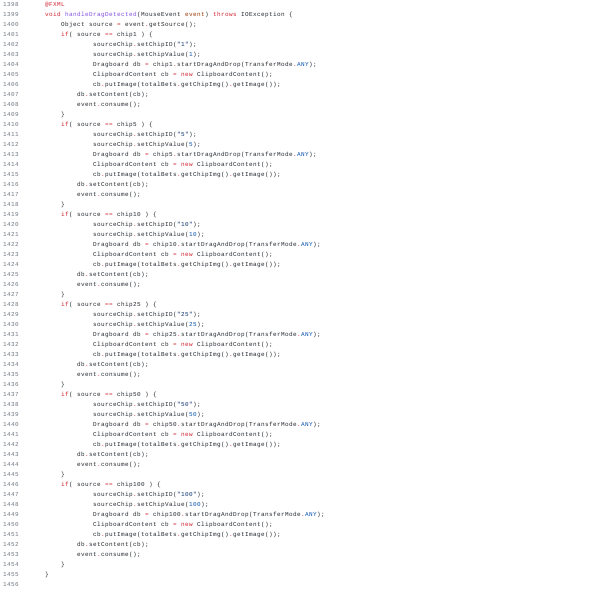 1398 @FXML
1399 void handleDragDetected(MouseEvent event) throws IOException {
1400 Object source = event.getSource();
1401 if( source == chip1 ) {
1402 sourceChip.setChipID("1");
1403 sourceChip.setChipValue(1);
1404 Dragboard db = chip1.startDragAndDrop(TransferMode.ANY);
1405 ClipboardContent cb = new ClipboardContent();
1406 cb.putImage(totalBets.getChipImg().getImage());
1407 db.setContent(cb);
1408 event.consume();
1409 }
1410 if( source == chip5 ) {
1411 sourceChip.setChipID("5");
1412 sourceChip.setChipValue(5);
1413 Dragboard db = chip5.startDragAndDrop(TransferMode.ANY);
1414 ClipboardContent cb = new ClipboardContent();
1415 cb.putImage(totalBets.getChipImg().getImage());
1416 db.setContent(cb);
1417 event.consume();
1418 }
1419 if( source == chip10 ) {
1420 sourceChip.setChipID("10");
1421 sourceChip.setChipValue(10);
1422 Dragboard db = chip10.startDragAndDrop(TransferMode.ANY);
1423 ClipboardContent cb = new ClipboardContent();
1424 cb.putImage(totalBets.getChipImg().getImage());
1425 db.setContent(cb);
1426 event.consume();
1427 }
1428 if( source == chip25 ) {
1429 sourceChip.setChipID("25");
1430 sourceChip.setChipValue(25);
1431 Dragboard db = chip25.startDragAndDrop(TransferMode.ANY);
1432 ClipboardContent cb = new ClipboardContent();
1433 cb.putImage(totalBets.getChipImg().getImage());
1434 db.setContent(cb);
1435 event.consume();
1436 }
1437 if( source == chip50 ) {
1438 sourceChip.setChipID("50");
1439 sourceChip.setChipValue(50);
1440 Dragboard db = chip50.startDragAndDrop(TransferMode.ANY);
1441 ClipboardContent cb = new ClipboardContent();
1442 cb.putImage(totalBets.getChipImg().getImage());
1443 db.setContent(cb);
1444 event.consume();
1445 }
1446 if( source == chip100 ) {
1447 sourceChip.setChipID("100");
1448 sourceChip.setChipValue(100);
1449 Dragboard db = chip100.startDragAndDrop(TransferMode.ANY);
1450 ClipboardContent cb = new ClipboardContent();
1451 cb.putImage(totalBets.getChipImg().getImage());
1452 db.setContent(cb);
1453 event.consume();
1454 }
1455 }
1456